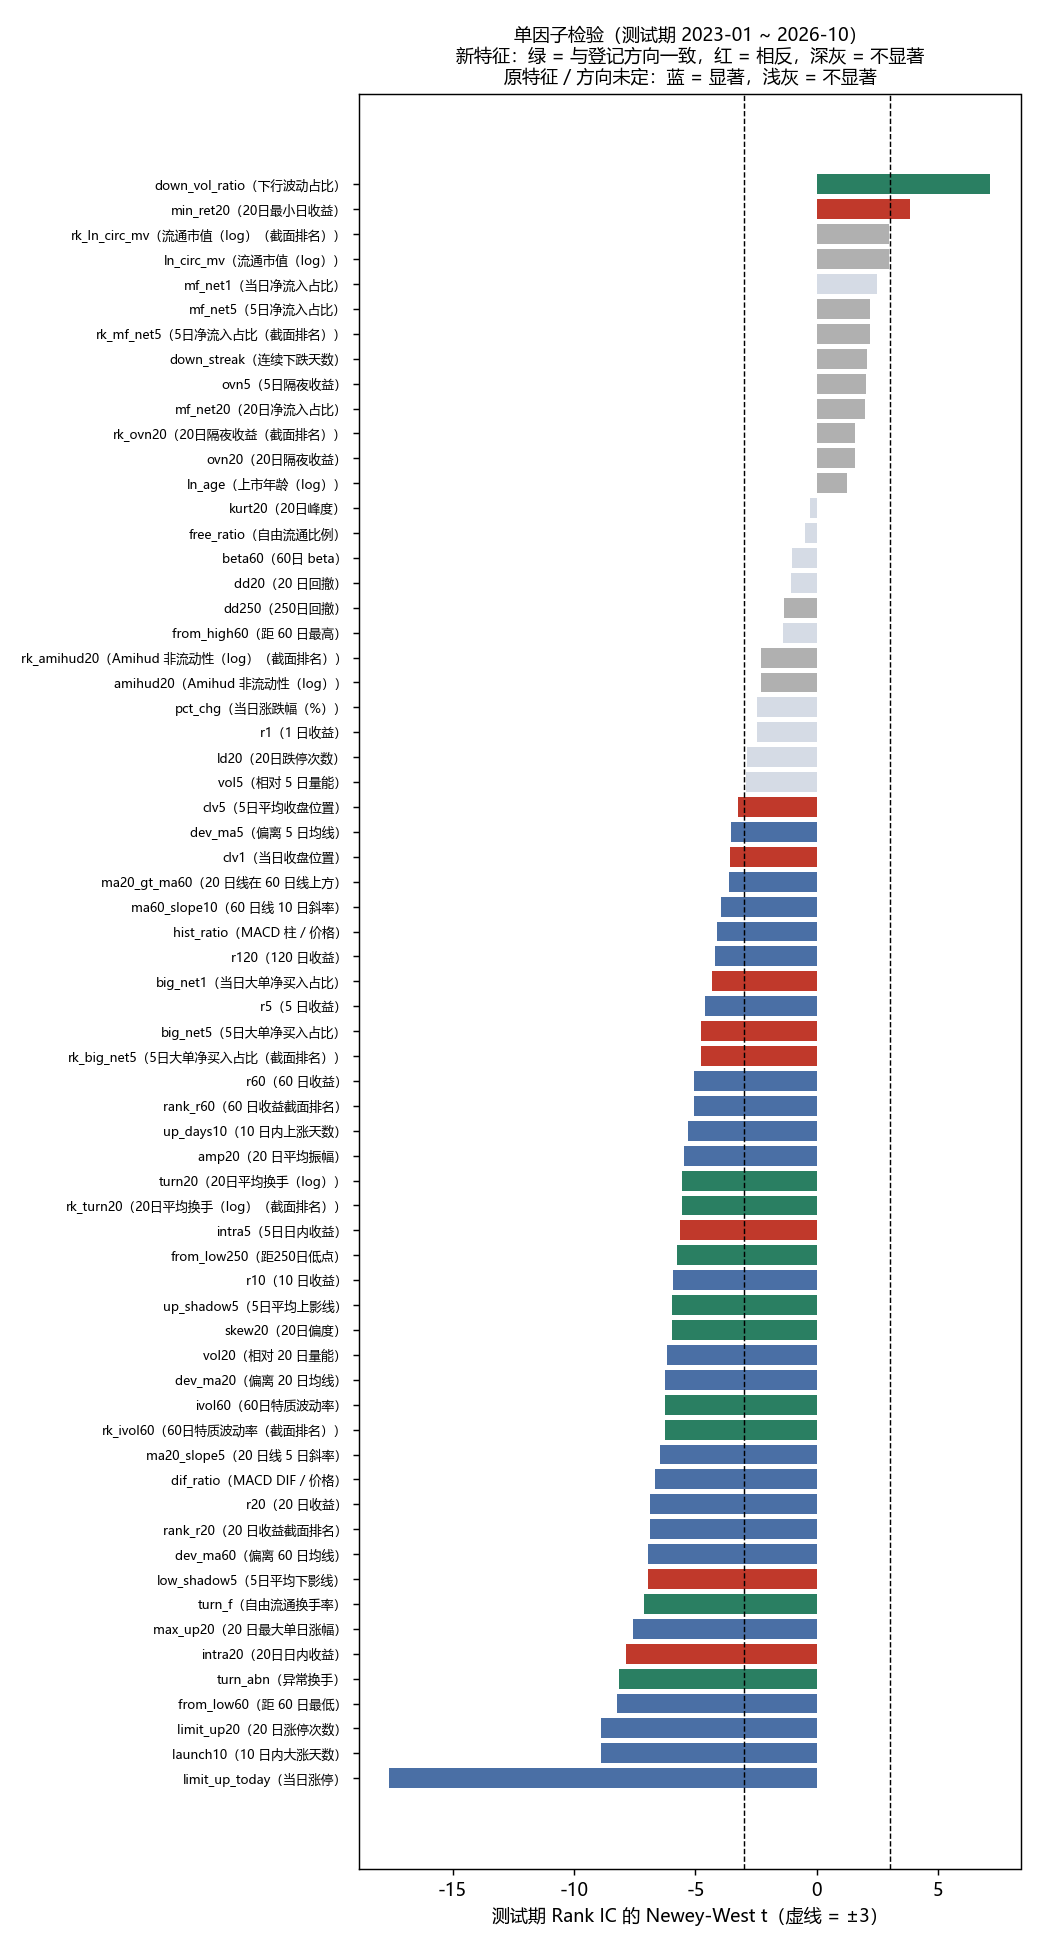 单因子检验（测试期 2023-01 ~ 2026-10）
新特征：绿 = 与登记方向一致，红 = 相反，深灰 = 不显著
原特征 / 方向未定：蓝 = 显著，浅灰 = 不显著
down_vol_ratio（下行波动占比）
min_ret20（20日最小日收益）
rk_ln_circ_mv（流通市值（log）（截面排名））
ln_circ_mv（流通市值（log））
mf_net1（当日净流入占比）
mf_net5（5日净流入占比）
rk_mf_net5（5日净流入占比（截面排名））
down_streak（连续下跌天数）
ovn5（5日隔夜收益）
mf_net20（20日净流入占比）
rk_ovn20（20日隔夜收益（截面排名））
ovn20（20日隔夜收益）
ln_age（上市年龄（log））
kurt20（20日峰度）
free_ratio（自由流通比例）
beta60（60日 beta）
dd20（20 日回撤）
dd250（250日回撤）
from_high60（距 60 日最高）
rk_amihud20（Amihud 非流动性（log）（截面排名））
amihud20（Amihud 非流动性（log））
pct_chg（当日涨跌幅（%））
r1（1 日收益）
ld20（20日跌停次数）
vol5（相对 5 日量能）
clv5（5日平均收盘位置）
dev_ma5（偏离 5 日均线）
clv1（当日收盘位置）
ma20_gt_ma60（20 日线在 60 日线上方）
ma60_slope10（60 日线 10 日斜率）
hist_ratio（MACD 柱 / 价格）
r120（120 日收益）
big_net1（当日大单净买入占比）
r5（5 日收益）
big_net5（5日大单净买入占比）
rk_big_net5（5日大单净买入占比（截面排名））
r60（60 日收益）
rank_r60（60 日收益截面排名）
up_days10（10 日内上涨天数）
amp20（20 日平均振幅）
turn20（20日平均换手（log））
rk_turn20（20日平均换手（log）（截面排名））
intra5（5日日内收益）
from_low250（距250日低点）
r10（10 日收益）
up_shadow5（5日平均上影线）
skew20（20日偏度）
vol20（相对 20 日量能）
dev_ma20（偏离 20 日均线）
ivol60（60日特质波动率）
rk_ivol60（60日特质波动率（截面排名））
ma20_slope5（20 日线 5 日斜率）
dif_ratio（MACD DIF / 价格）
r20（20 日收益）
rank_r20（20 日收益截面排名）
dev_ma60（偏离 60 日均线）
low_shadow5（5日平均下影线）
turn_f（自由流通换手率）
max_up20（20 日最大单日涨幅）
intra20（20日日内收益）
turn_abn（异常换手）
from_low60（距 60 日最低）
limit_up20（20 日涨停次数）
launch10（10 日内大涨天数）
limit_up_today（当日涨停）
-15 -10 -5 0 5
测试期 Rank IC 的 Newey-West t（虚线 = ±3）